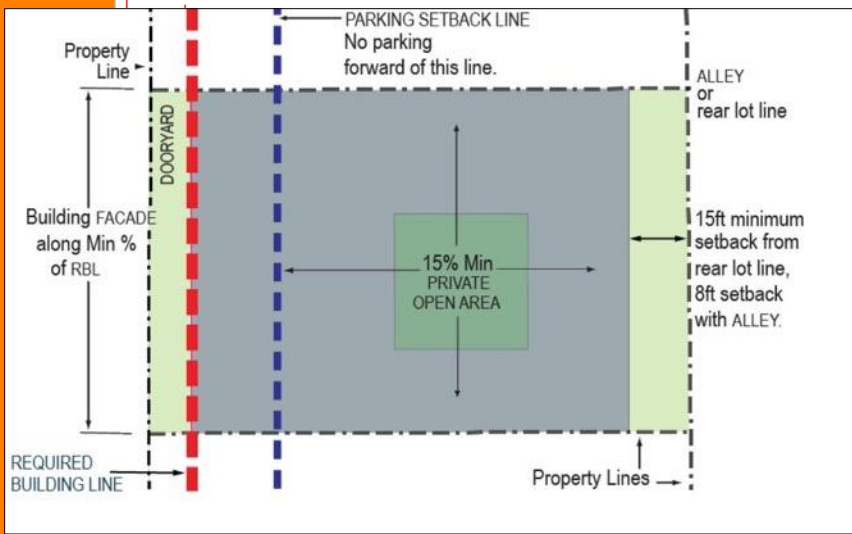 PARKING SETBACK LINE
No parking
forward of this line.
Property
Line
ALLEY
or
rear lot line
DOORYARD
Building FACADE
along Min %
of RBL
15% Min
PRIVATE
OPEN AREA
15ft minimum
setback from
rear lot line,
8ft setback
with ALLEY.
REQUIRED
BUILDING LINE
Property Lines